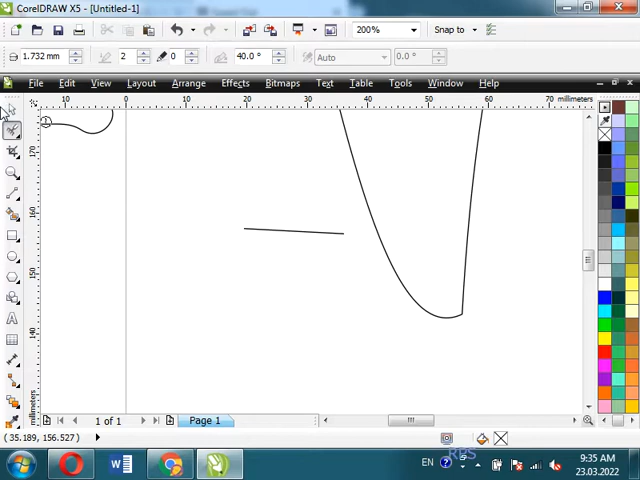 CorelDRAW X5 - [Untitled-1]
200%
Snap to
1.732 mm
2
0
40.0 °
Auto
0.0 °
File Edit View Layout Arrange Effects Bitmaps Text Table Tools Window Help
10 0 10 20 30 40 50 60 70 millimeters
170
160
150
140
millimeters
1 of 1
Page 1
(35.189, 156.527)
RPS
EN
9:35 AM
23.03.2022